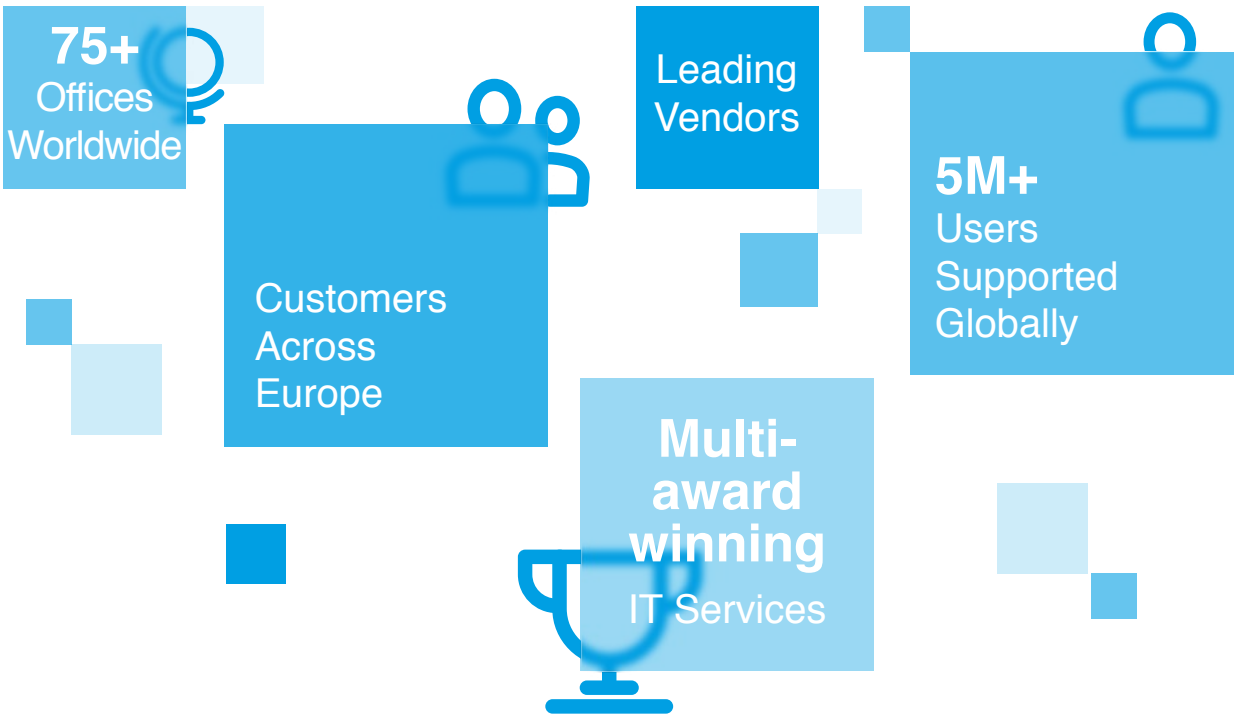 75+
Offices
Worldwide
Customers
Across
Europe
Leading
Vendors
5M+
Users
Supported
Globally
Multi-
award
winning
IT Services